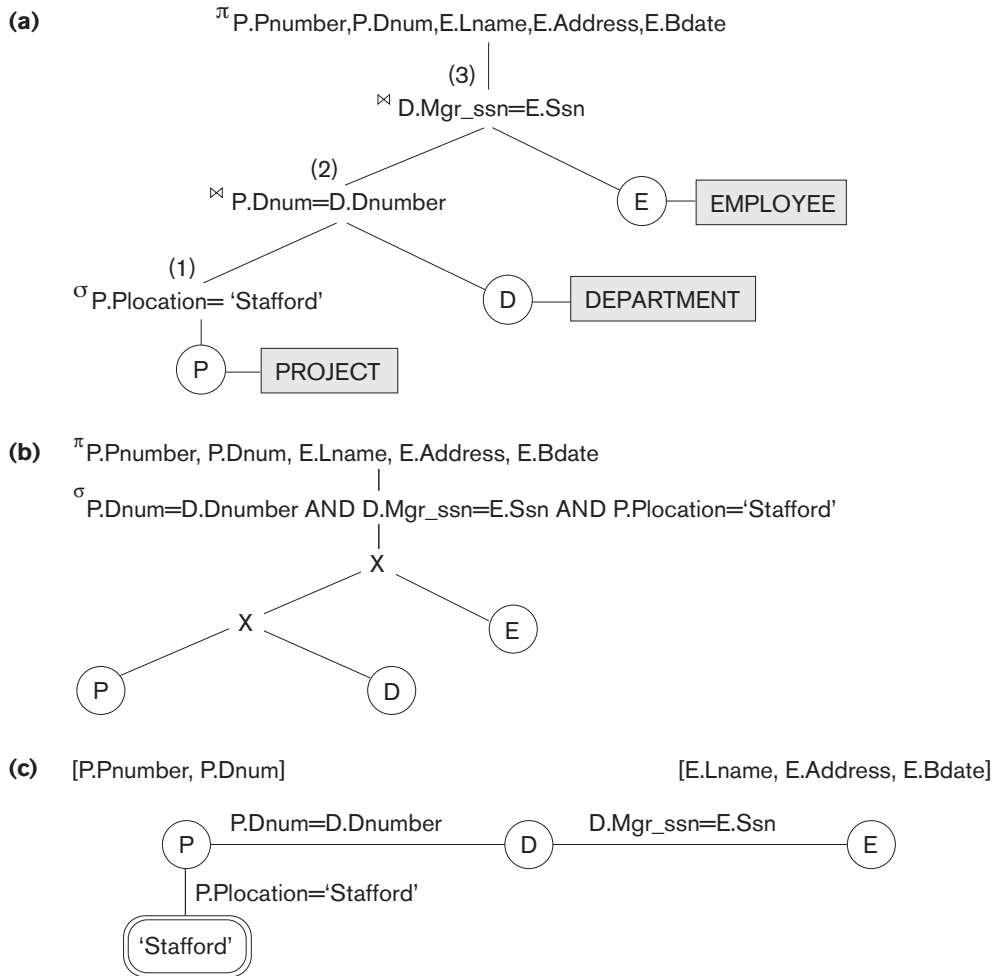 (a) π P.Pnumber,P.Dnum,E.Lname,E.Address,E.Bdate
(3)
⋈ D.Mgr_ssn=E.Ssn
(2)
⋈ P.Dnum=D.Dnumber
E EMPLOYEE
(1)
σ P.Plocation= ‘Stafford’
D DEPARTMENT
P PROJECT
(b) π P.Pnumber, P.Dnum, E.Lname, E.Address, E.Bdate
σ P.Dnum=D.Dnumber AND D.Mgr_ssn=E.Ssn AND P.Plocation=‘Stafford’
X
X
E
P D
(c) [P.Pnumber, P.Dnum] [E.Lname, E.Address, E.Bdate]
P.Dnum=D.Dnumber D.Mgr_ssn=E.Ssn
P D E
P.Plocation=‘Stafford’
‘Stafford’